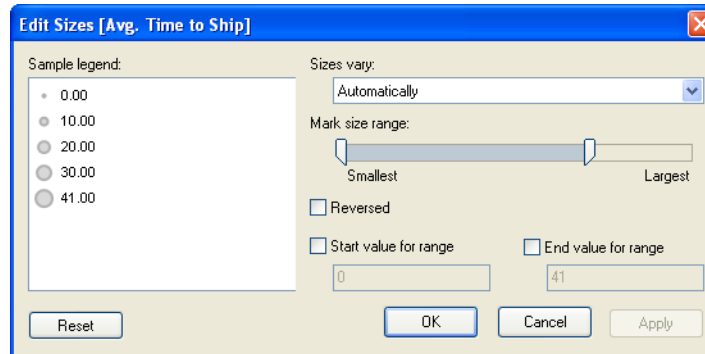 Edit Sizes [Avg. Time to Ship]
Sample legend:
0.00
10.00
20.00
30.00
41.00
Sizes vary:
Automatically
Mark size range:
Smallest Largest
Reversed
Start value for range End value for range
0 41
Reset OK Cancel Apply